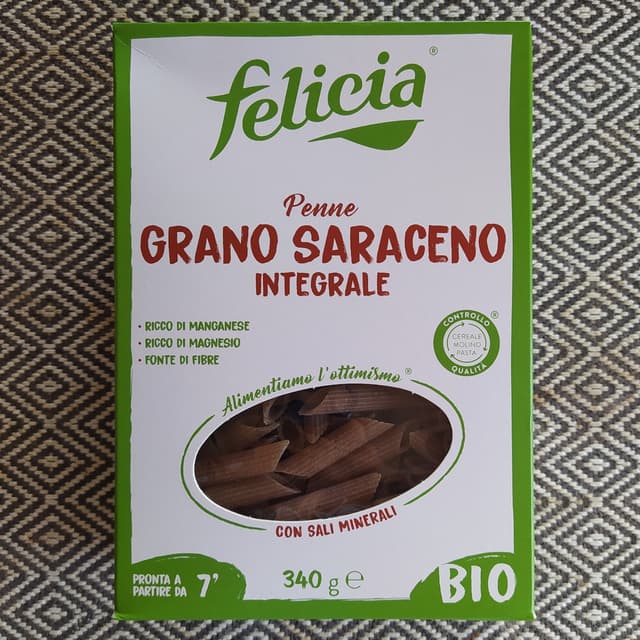 felicia®
Penne
GRANO SARACENO
INTEGRALE
• RICCO DI MANGANESE
• RICCO DI MAGNESIO
• FONTE DI FIBRE
CONTROLLO®
CEREALE
MOLINO
PASTA
QUALITÀ
Alimentiamo l'ottimismo®
CON SALI MINERALI
PRONTA A
PARTIRE DA 7'
340 g ℮
BIO